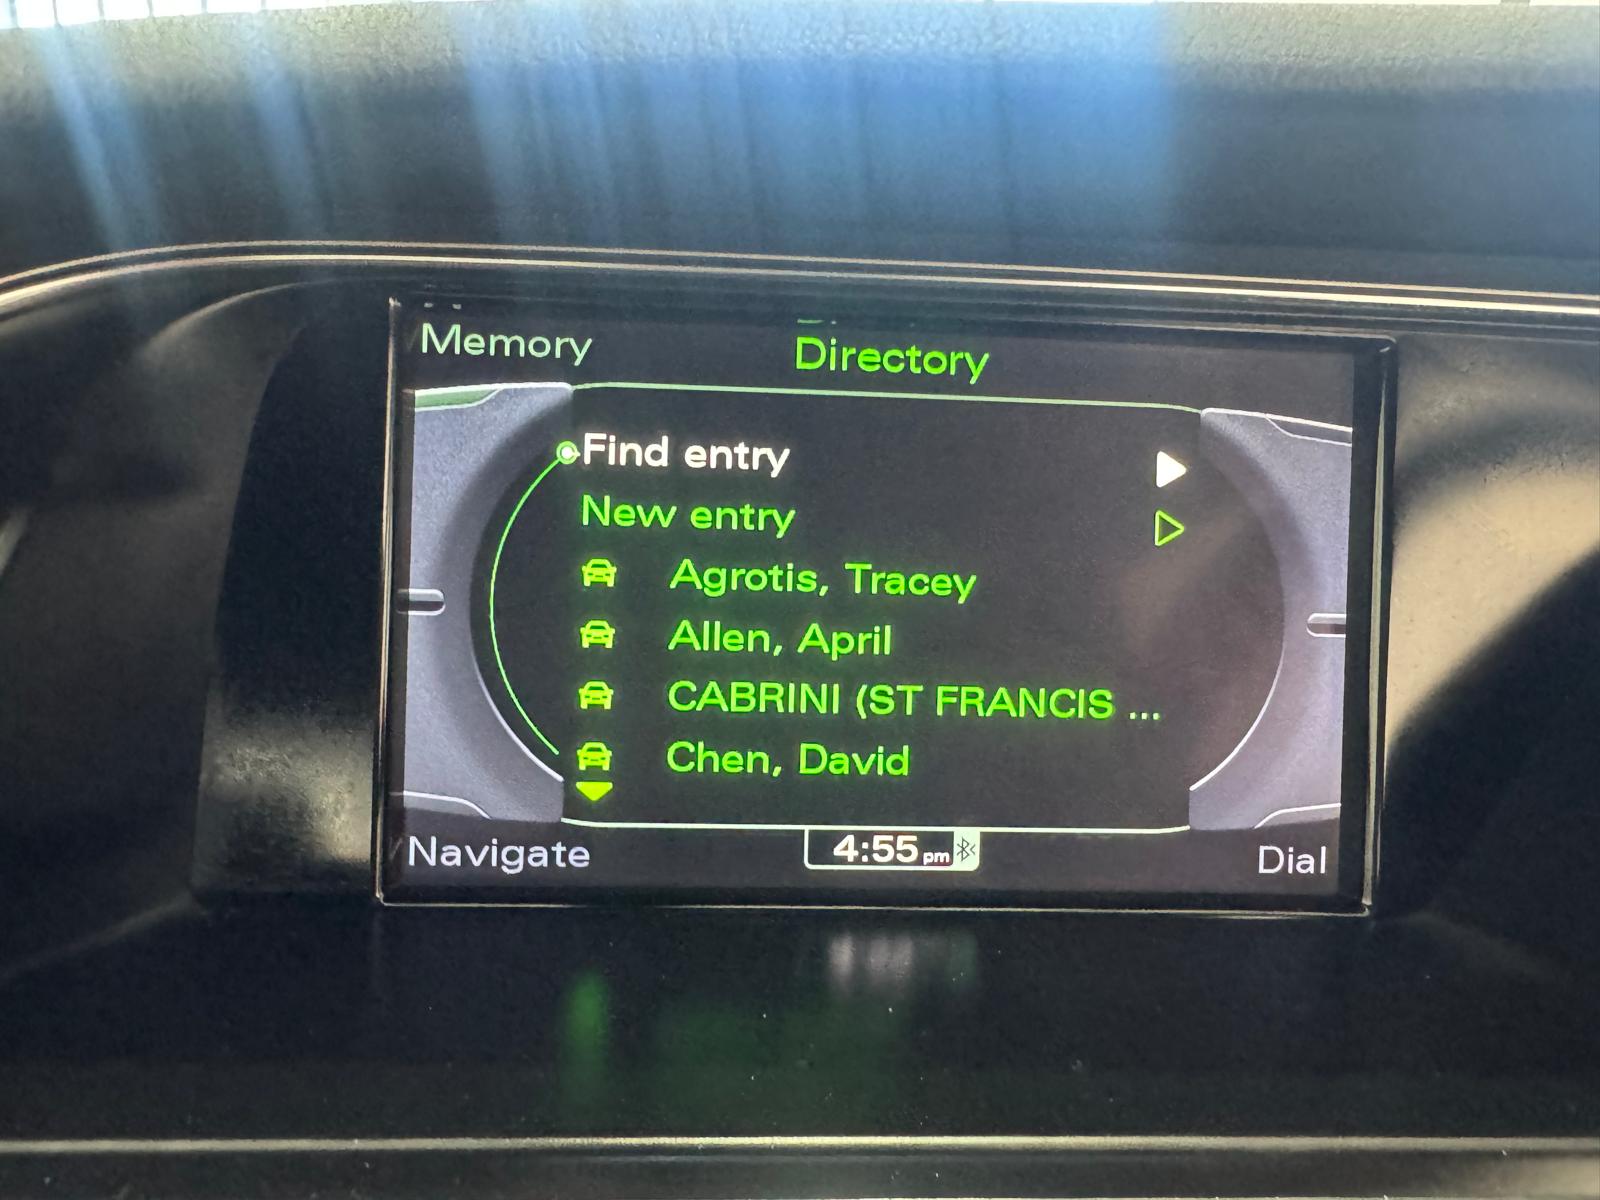 Memory
Directory
Find entry
New entry
Agrotis, Tracey
Allen, April
CABRINI (ST FRANCIS ...
Chen, David
Navigate
4:55 pm
Dial